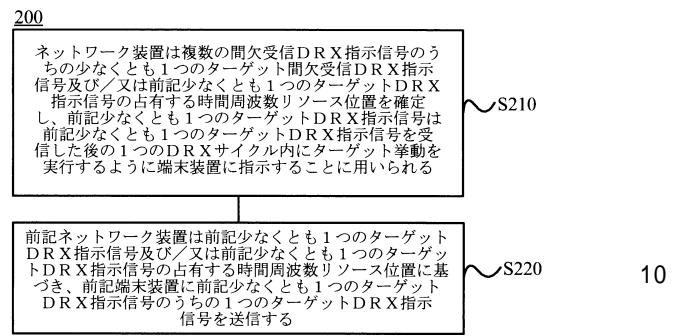 200
ネットワーク装置は複数の間欠受信DRX指示信号のう
ちの少なくとも1つのターゲット間欠受信DRX指示
信号及び/又は前記少なくとも1つのターゲットDRX
指示信号の占有する時間周波数リソース位置を確定
し、前記少なくとも1つのターゲットDRX指示信号は
前記少なくとも1つのターゲットDRX指示信号を受
信した後の1つのDRXサイクル内にターゲット挙動を
実行するように端末装置に指示することに用いられる
S210
前記ネットワーク装置は前記少なくとも1つのターゲット
DRX指示信号及び/又は前記少なくとも1つのターゲッ
トDRX指示信号の占有する時間周波数リソース位置に基
づき、前記端末装置に前記少なくとも1つのターゲット
DRX指示信号のうちの1つのターゲットDRX指示
信号を送信する
S220
10